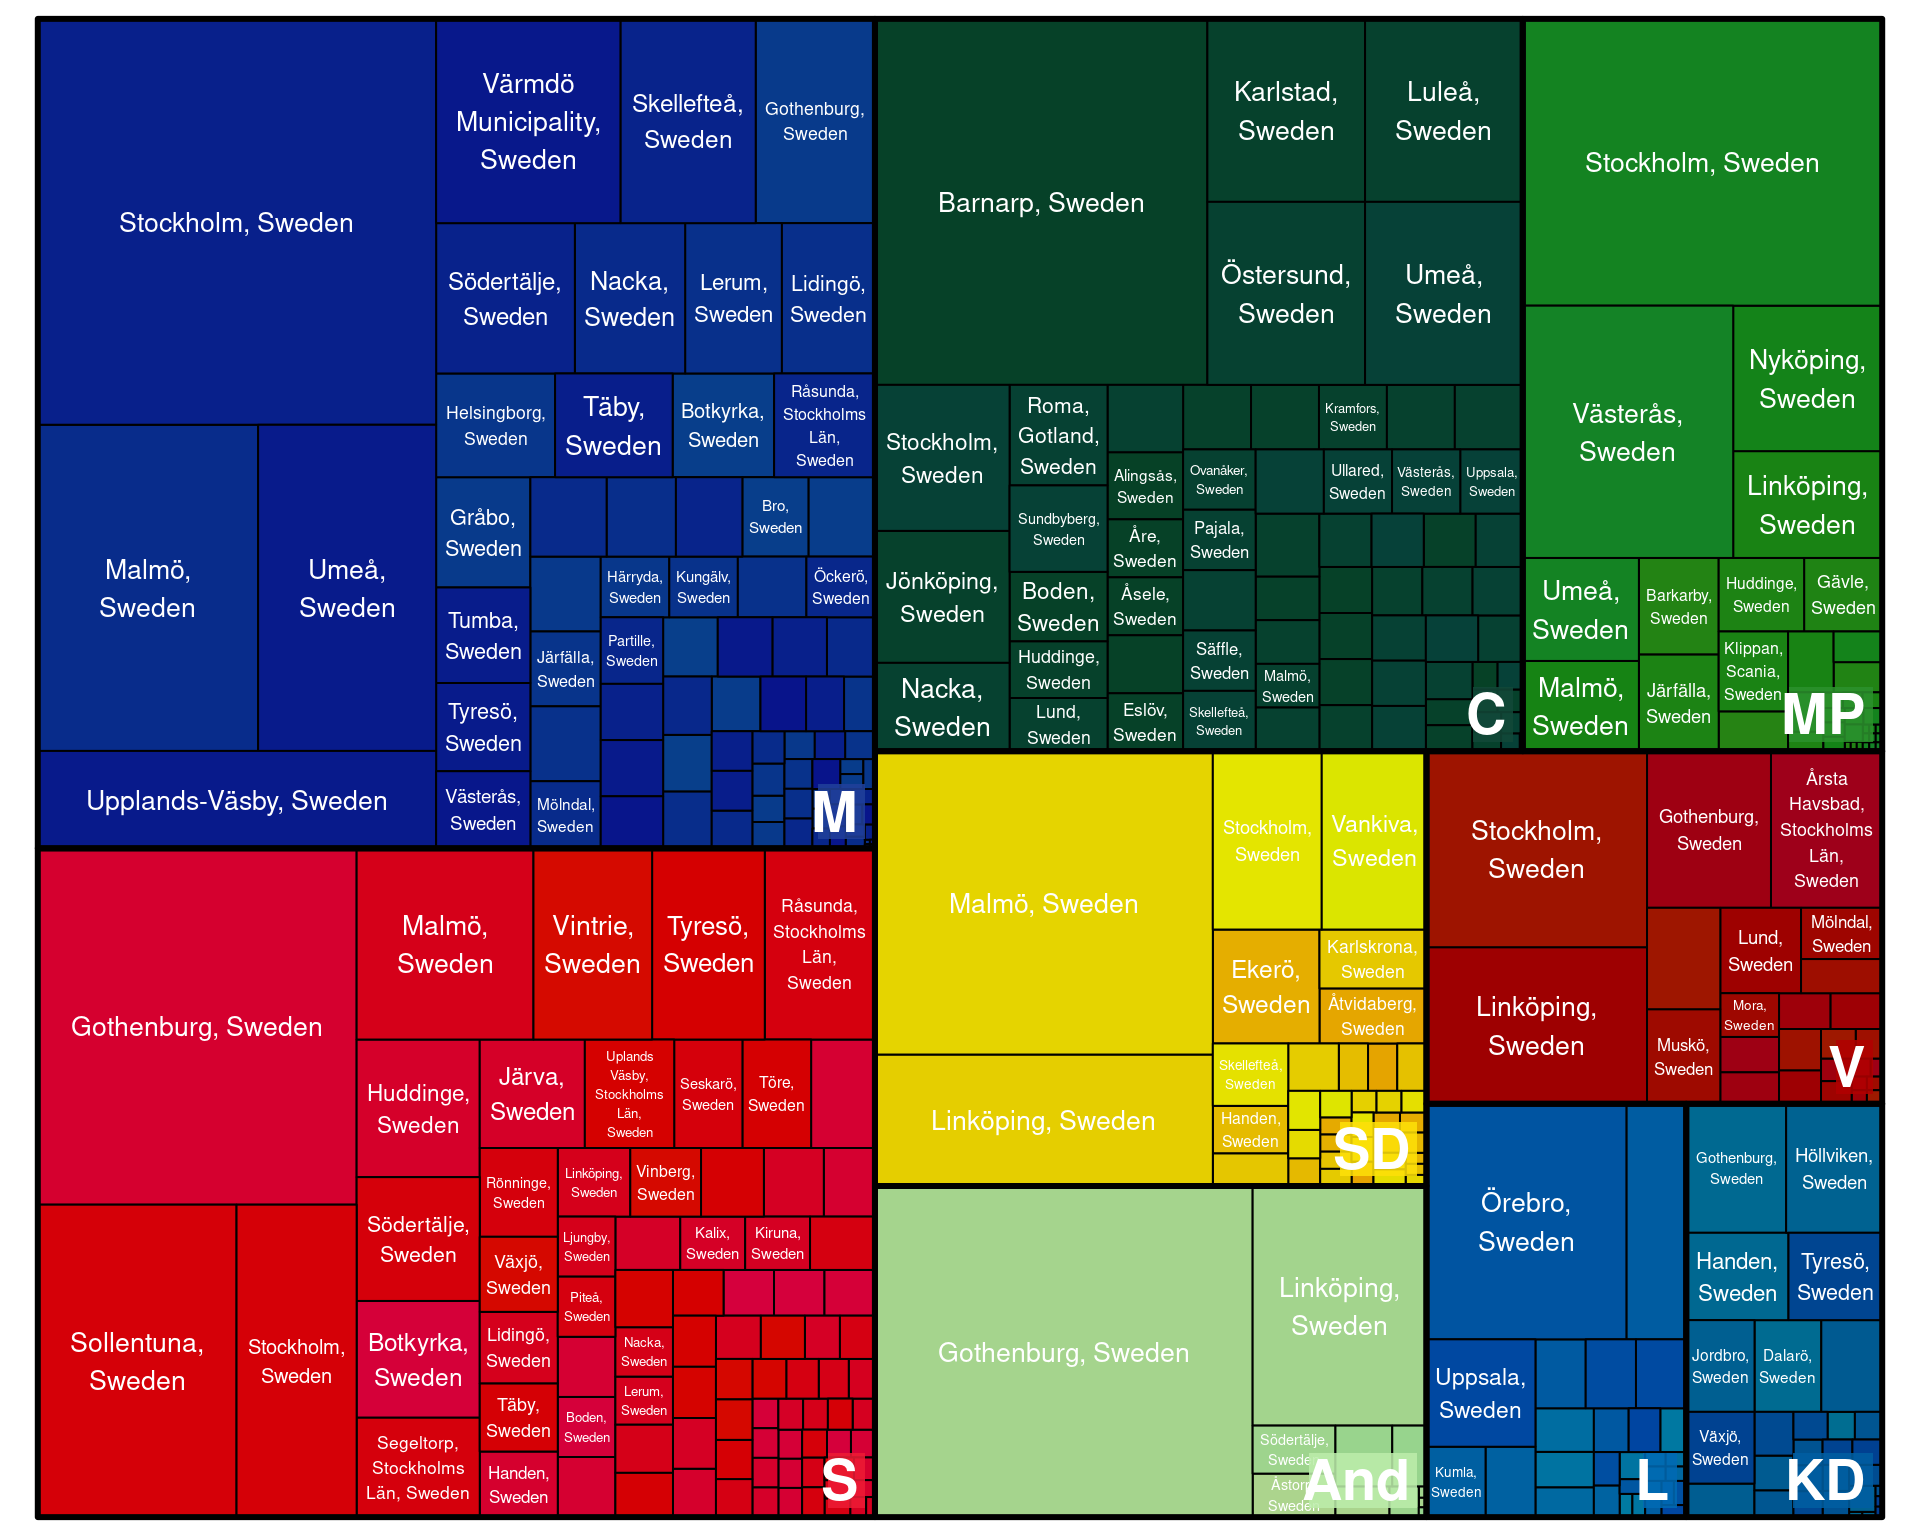 Stockholm, Sweden
Värmdö
Municipality,
Sweden
Skellefteå,
Sweden
Gothenburg,
Sweden
Södertälje,
Sweden
Nacka,
Sweden
Lerum,
Sweden
Lidingö,
Sweden
Helsingborg,
Sweden
Täby,
Sweden
Botkyrka,
Sweden
Råsunda,
Stockholms
Län,
Sweden
Malmö,
Sweden
Umeå,
Sweden
Upplands-Väsby, Sweden
Gråbo,
Sweden
Bro,
Sweden
Härryda,
Sweden
Kungälv,
Sweden
Öckerö,
Sweden
Tumba,
Sweden
Järfälla,
Sweden
Partille,
Sweden
Tyresö,
Sweden
Västerås,
Sweden
Mölndal,
Sweden
M
Barnarp, Sweden
Karlstad,
Sweden
Luleå,
Sweden
Östersund,
Sweden
Umeå,
Sweden
Stockholm,
Sweden
Roma,
Gotland,
Sweden
Kramfors,
Sweden
Alingsås,
Sweden
Ovanåker,
Sweden
Ullared,
Sweden
Västerås,
Sweden
Uppsala,
Sweden
Sundbyberg,
Sweden
Åre,
Sweden
Pajala,
Sweden
Jönköping,
Sweden
Boden,
Sweden
Åsele,
Sweden
Huddinge,
Sweden
Säffle,
Sweden
Malmö,
Sweden
Nacka,
Sweden
Lund,
Sweden
Eslöv,
Sweden
Skellefteå,
Sweden
C
Stockholm, Sweden
Västerås,
Sweden
Nyköping,
Sweden
Linköping,
Sweden
Umeå,
Sweden
Barkarby,
Sweden
Huddinge,
Sweden
Gävle,
Sweden
Malmö,
Sweden
Järfälla,
Sweden
Klippan,
Scania,
Sweden
MP
Gothenburg, Sweden
Malmö,
Sweden
Vintrie,
Sweden
Tyresö,
Sweden
Råsunda,
Stockholms
Län,
Sweden
Huddinge,
Sweden
Järva,
Sweden
Uplands
Väsby,
Stockholms
Län,
Sweden
Seskarö,
Sweden
Töre,
Sweden
Södertälje,
Sweden
Rönninge,
Sweden
Linköping,
Sweden
Vinberg,
Sweden
Sollentuna,
Sweden
Stockholm,
Sweden
Växjö,
Sweden
Ljungby,
Sweden
Kalix,
Sweden
Kiruna,
Sweden
Botkyrka,
Sweden
Lidingö,
Sweden
Piteå,
Sweden
Nacka,
Sweden
Täby,
Sweden
Boden,
Sweden
Lerum,
Sweden
Segeltorp,
Stockholms
Län, Sweden
Handen,
Sweden
S
Malmö, Sweden
Stockholm,
Sweden
Vankiva,
Sweden
Ekerö,
Sweden
Karlskrona,
Sweden
Åtvidaberg,
Sweden
Linköping, Sweden
Skellefteå,
Sweden
Handen,
Sweden
SD
Stockholm,
Sweden
Gothenburg,
Sweden
Årsta
Havsbad,
Stockholms
Län,
Sweden
Linköping,
Sweden
Lund,
Sweden
Mölndal,
Sweden
Mora,
Sweden
Muskö,
Sweden
V
Gothenburg, Sweden
Linköping,
Sweden
Södertälje,
Sweden
Åstorp,
Sweden
And
Örebro,
Sweden
Uppsala,
Sweden
Kumla,
Sweden
L
Gothenburg,
Sweden
Höllviken,
Sweden
Handen,
Sweden
Tyresö,
Sweden
Jordbro,
Sweden
Dalarö,
Sweden
Växjö,
Sweden
KD